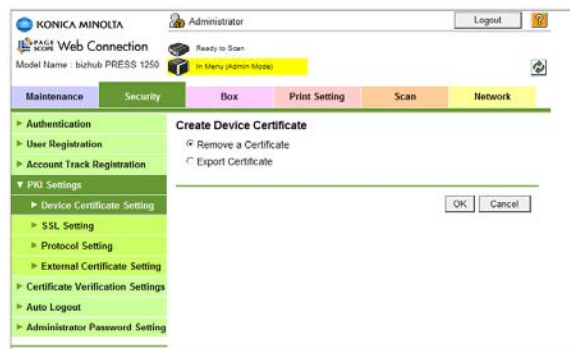 KONICA MINOLTA
Administrator
Logout
?
PAGE SCOPE Web Connection
Ready to Scan
Model Name : bizhub PRESS 1250
In Menu (Admin Mode)
Maintenance
Security
Box
Print Setting
Scan
Network
Authentication
User Registration
Account Track Registration
PKI Settings
Device Certificate Setting
SSL Setting
Protocol Setting
External Certificate Setting
Certificate Verification Settings
Auto Logout
Administrator Password Setting
Create Device Certificate
Remove a Certificate
Export Certificate
OK
Cancel